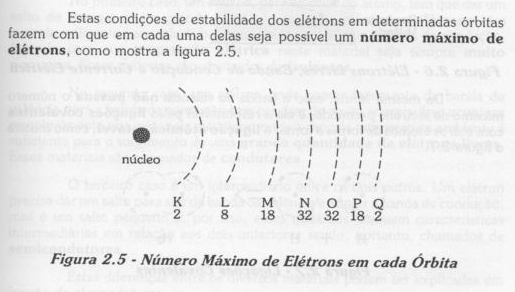 Estas condições de estabilidade dos elétrons em determinadas órbitas
fazem com que em cada uma delas seja possível um número máximo de
elétrons, como mostra a figura 2.5.
núcleo
K L M N O P Q
2 8 18 32 32 18 2
Figura 2.5 - Número Máximo de Elétrons em cada Órbita